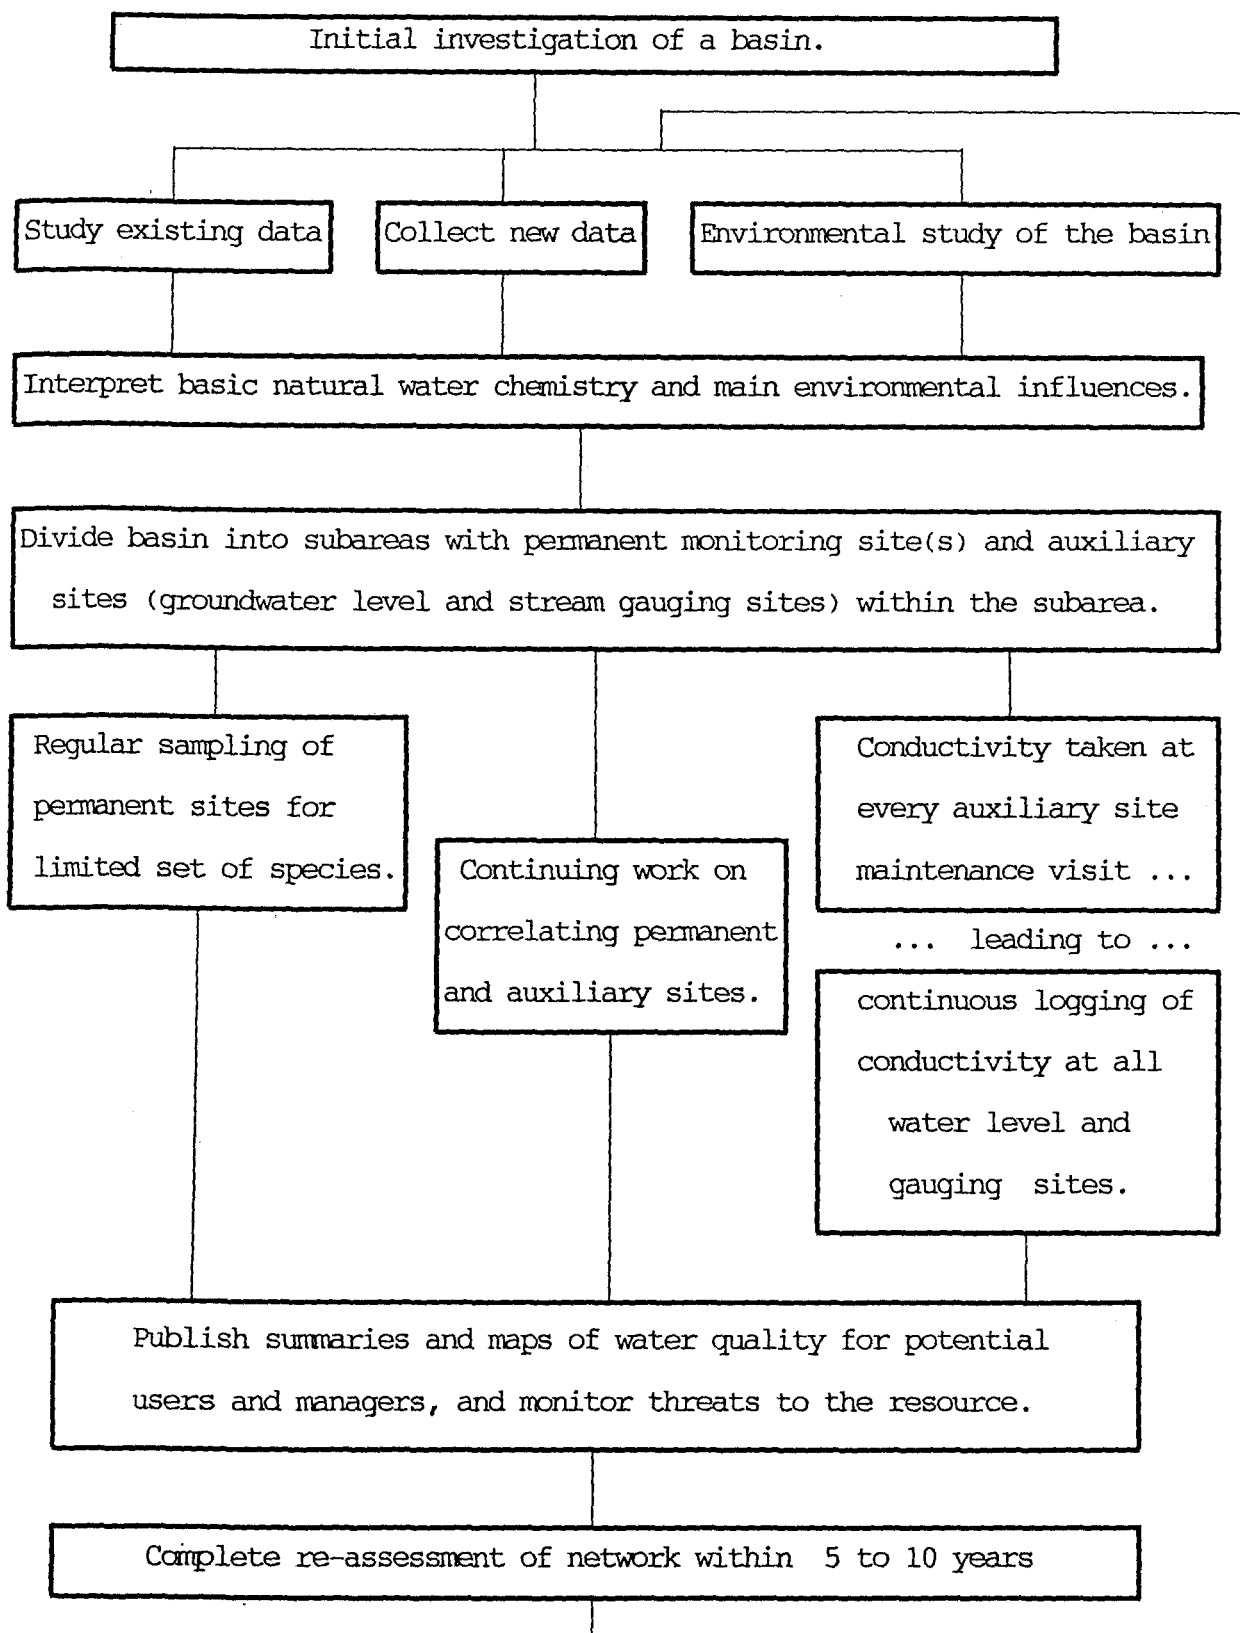 Initial investigation of a basin.
Study existing data
Collect new data
Environmental study of the basin
Interpret basic natural water chemistry and main environmental influences.
Divide basin into subareas with permanent monitoring site(s) and auxiliary
sites (groundwater level and stream gauging sites) within the subarea.
Regular sampling of
permanent sites for
limited set of species.
Continuing work on
correlating permanent
and auxiliary sites.
Conductivity taken at
every auxiliary site
maintenance visit ...
... leading to ...
continuous logging of
conductivity at all
water level and
gauging sites.
Publish summaries and maps of water quality for potential
users and managers, and monitor threats to the resource.
Complete re-assessment of network within 5 to 10 years